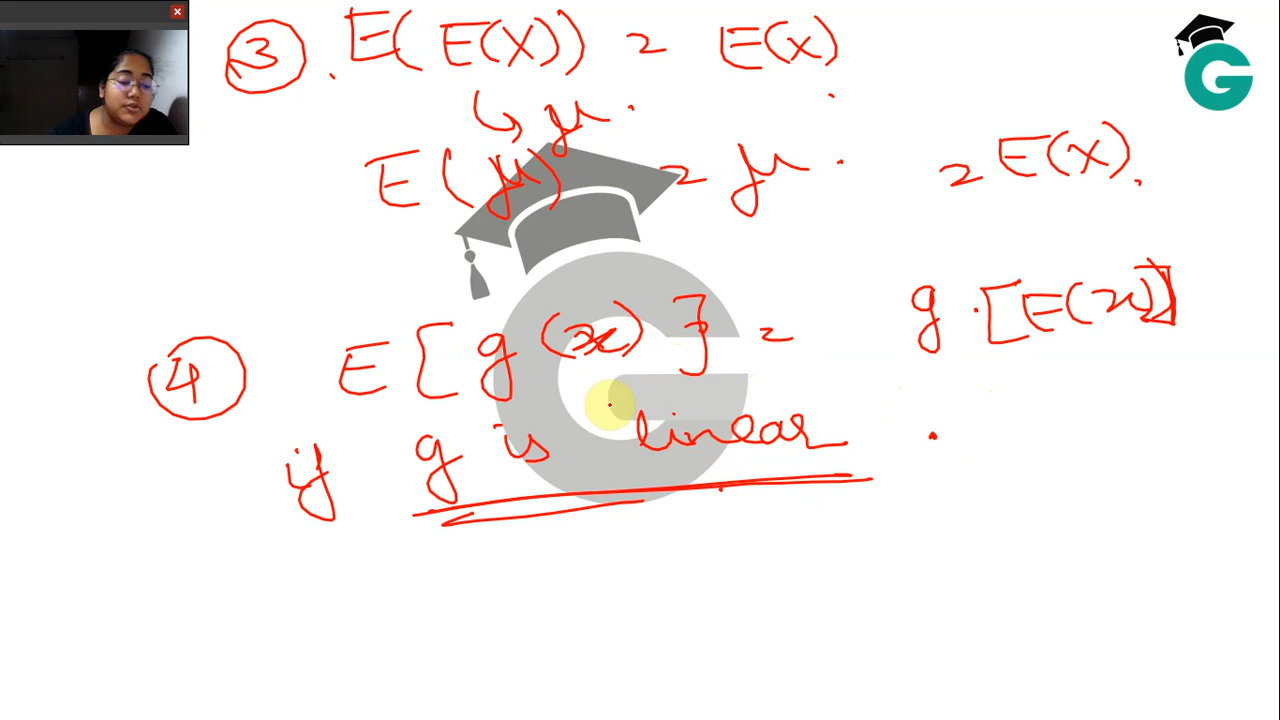 ③. E(E(X)) = E(X)
↳ μ.
E(μ) = μ. = E(X).
④ E[g(x)] = g.[E(x)]
if g is linear.
G